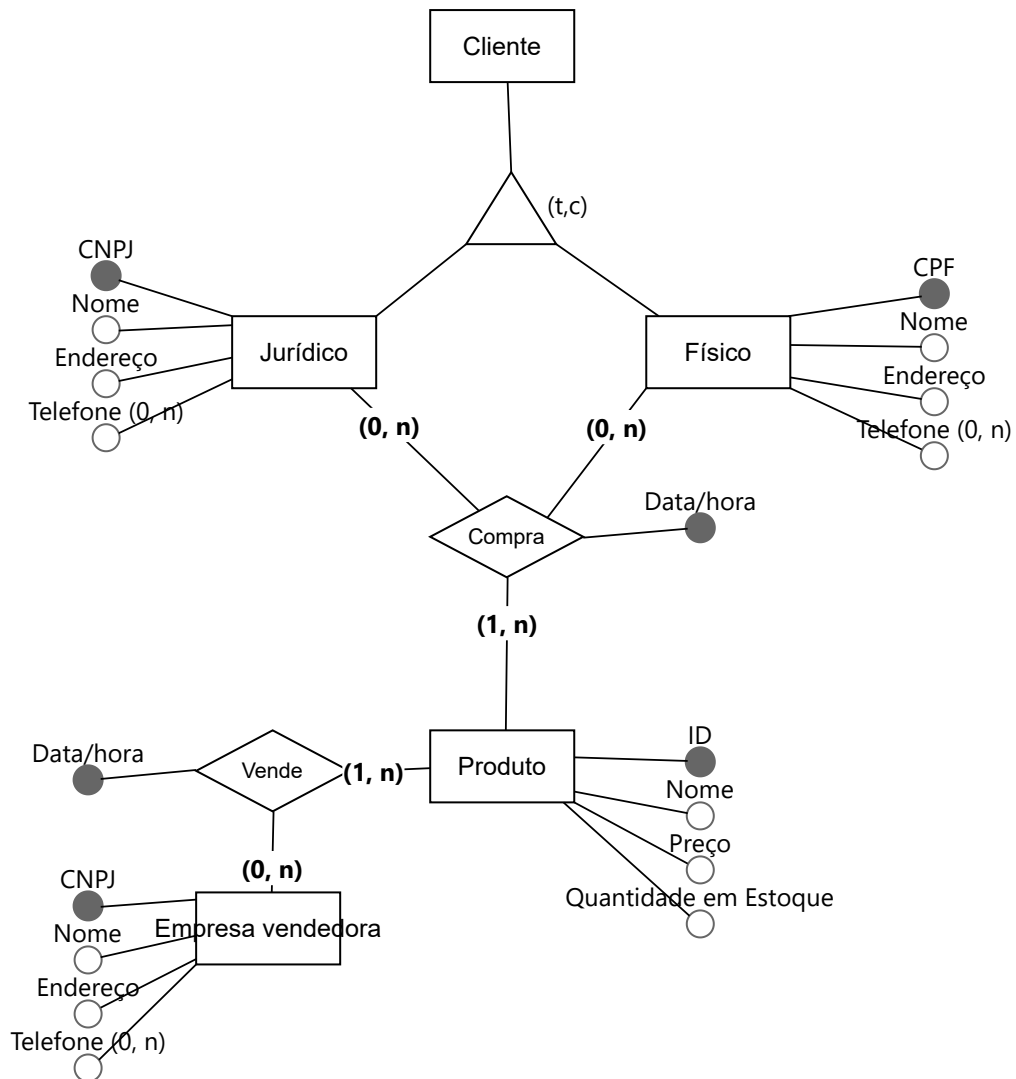 Cliente
(t,c)
CNPJ
Nome
Endereço
Telefone (0, n)
Jurídico
Físico
CPF
Nome
Endereço
Telefone (0, n)
(0, n)
(0, n)
Compra
Data/hora
(1, n)
Data/hora
Vende
(1, n)
Produto
ID
Nome
Preço
Quantidade em Estoque
(0, n)
CNPJ
Nome
Endereço
Telefone (0, n)
Empresa vendedora